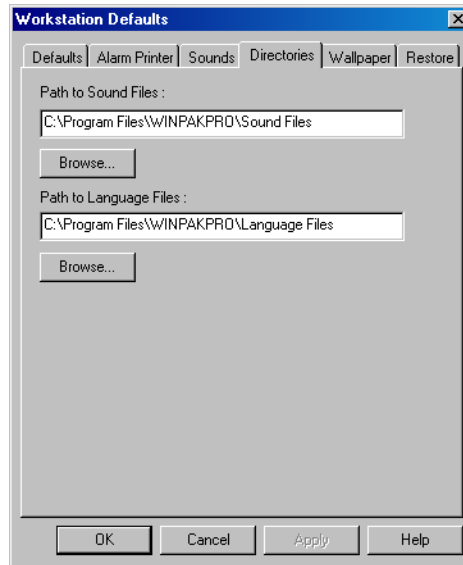 Workstation Defaults
Defaults Alarm Printer Sounds Directories Wallpaper Restore
Path to Sound Files :
C:\Program Files\WINPAKPRO\Sound Files
Browse...
Path to Language Files :
C:\Program Files\WINPAKPRO\Language Files
Browse...
OK Cancel Apply Help